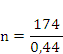 n = 174/0,44